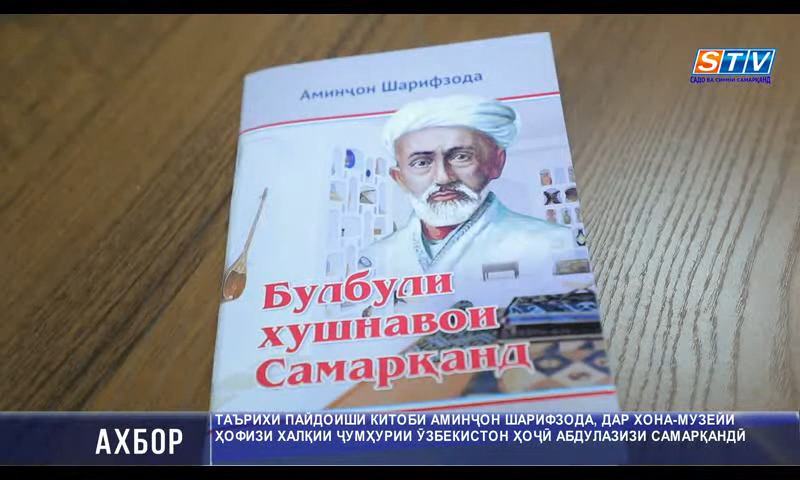 STV
САДО ВА СИМОИ САМАРҚАНД
Аминҷон Шарифзода
Булбули
хушнавои
Самарқанд
АХБОР
ТАЪРИХИ ПАЙДОИШИ КИТОБИ АМИНҶОН ШАРИФЗОДА, ДАР ХОНА-МУЗЕЙИ
ҲОФИЗИ ХАЛҚИИ ҶУМҲУРИИ ӮЗБЕКИСТОН ҲОҶӢ АБДУЛАЗИЗИ САМАРҚАНДӢ